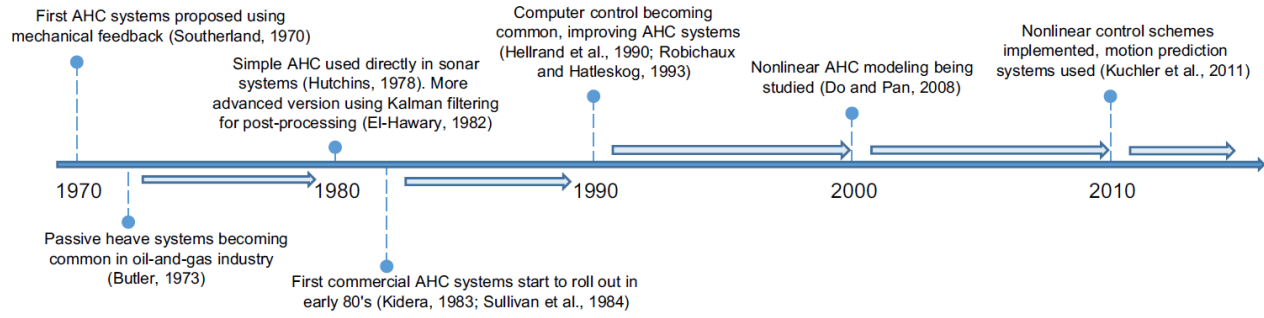 First AHC systems proposed using
mechanical feedback (Southerland, 1970)
Simple AHC used directly in sonar
systems (Hutchins, 1978). More
advanced version using Kalman filtering
for post-processing (El-Hawary, 1982)
Computer control becoming
common, improving AHC systems
(Hellrand et al., 1990; Robichaux
and Hatleskog, 1993)
Nonlinear AHC modeling being
studied (Do and Pan, 2008)
Nonlinear control schemes
implemented, motion prediction
systems used (Kuchler et al., 2011)
1970
1980
1990
2000
2010
Passive heave systems becoming
common in oil-and-gas industry
(Butler, 1973)
First commercial AHC systems start to roll out in
early 80's (Kidera, 1983; Sullivan et al., 1984)